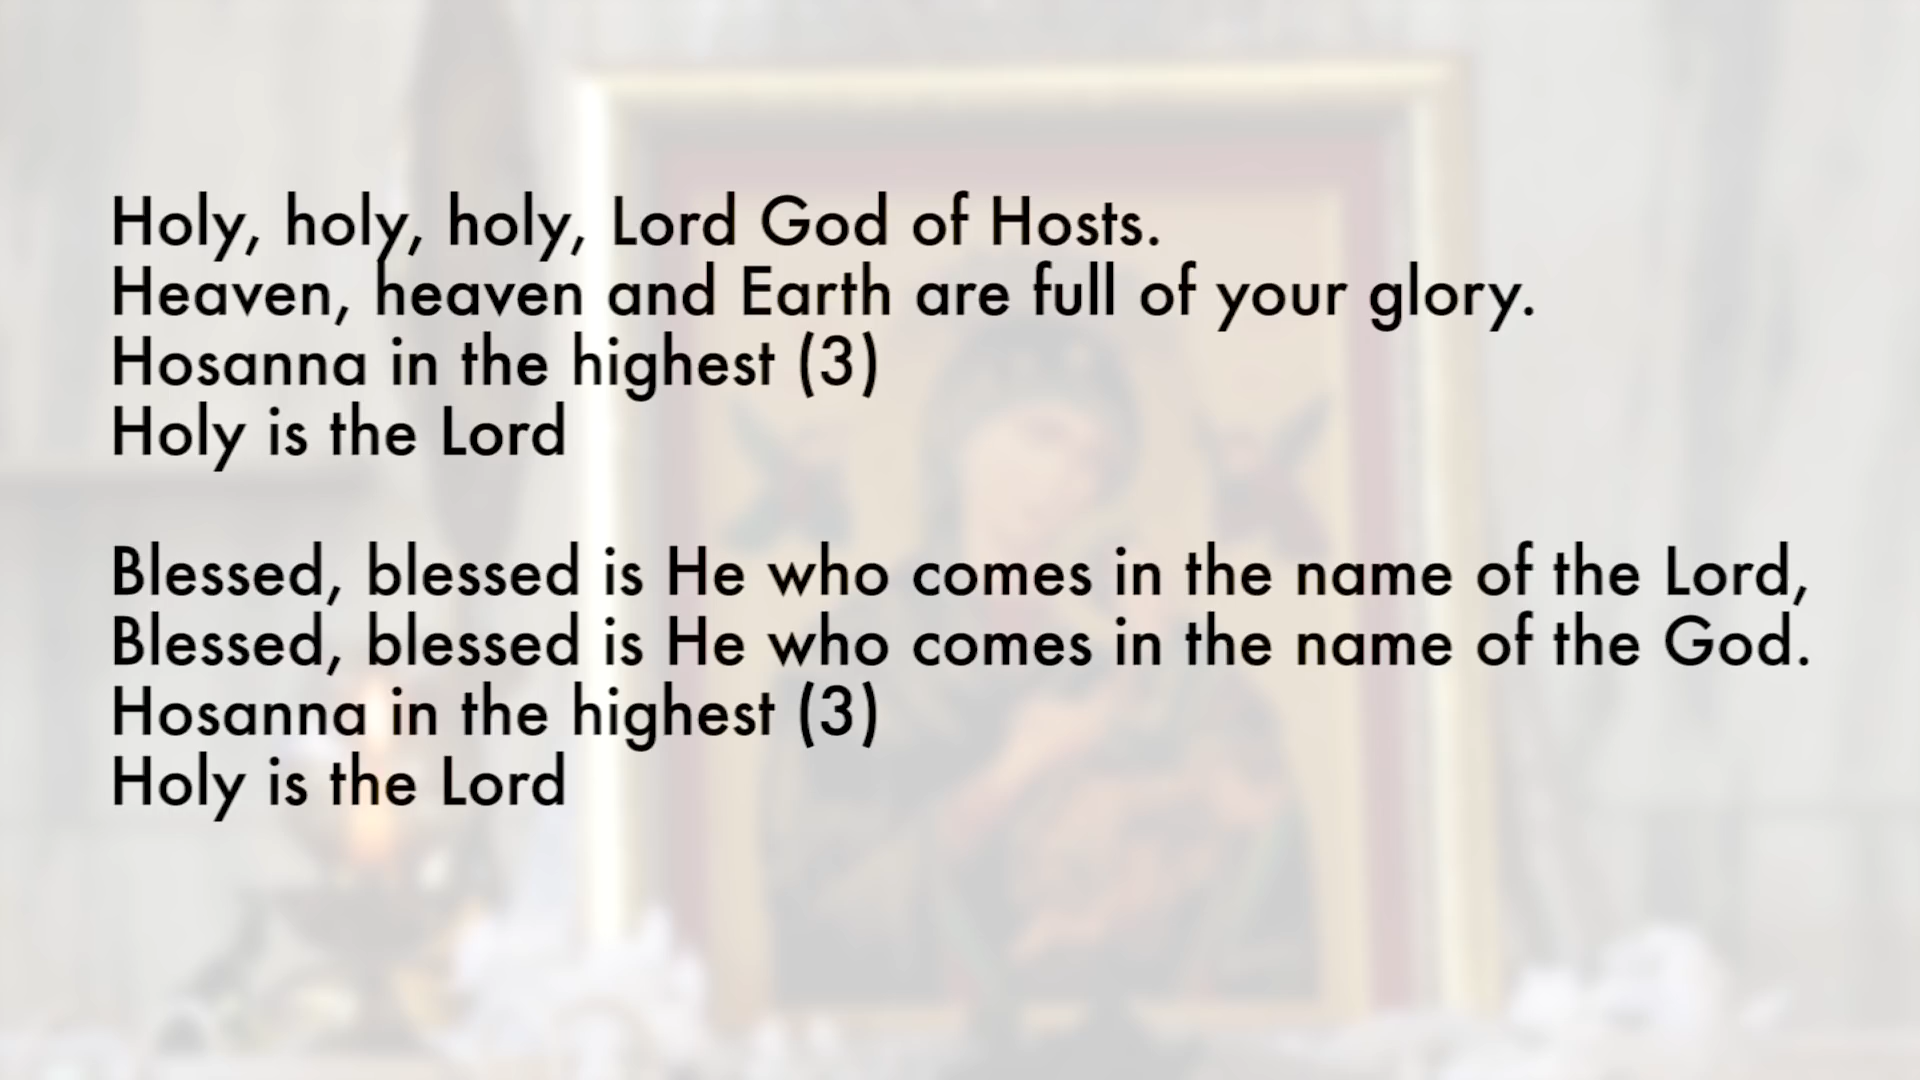 Holy, holy, holy, Lord God of Hosts.
Heaven, heaven and Earth are full of your glory.
Hosanna in the highest (3)
Holy is the Lord
Blessed, blessed is He who comes in the name of the Lord,
Blessed, blessed is He who comes in the name of the God.
Hosanna in the highest (3)
Holy is the Lord